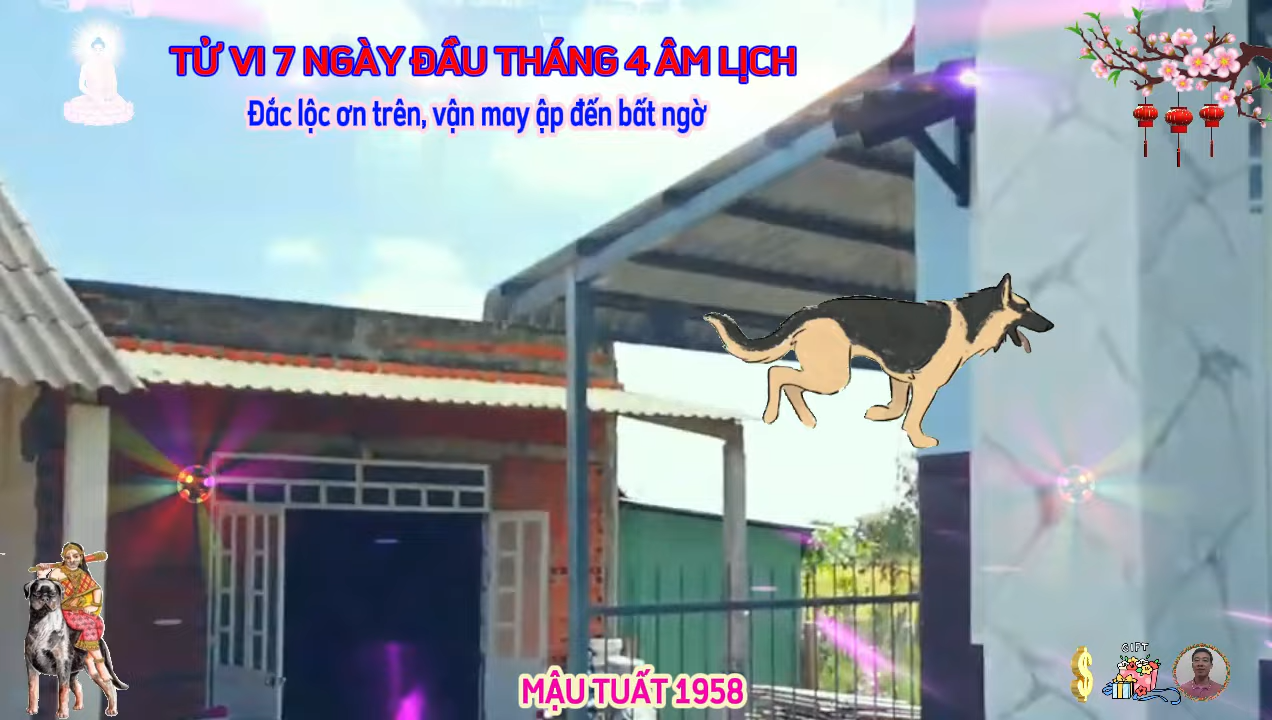 TỬ VI 7 NGÀY ĐẦU THÁNG 4 ÂM LỊCH
Đắc lộc ơn trên, vận may ập đến bất ngờ
GIFT
MẬU TUẤT 1958